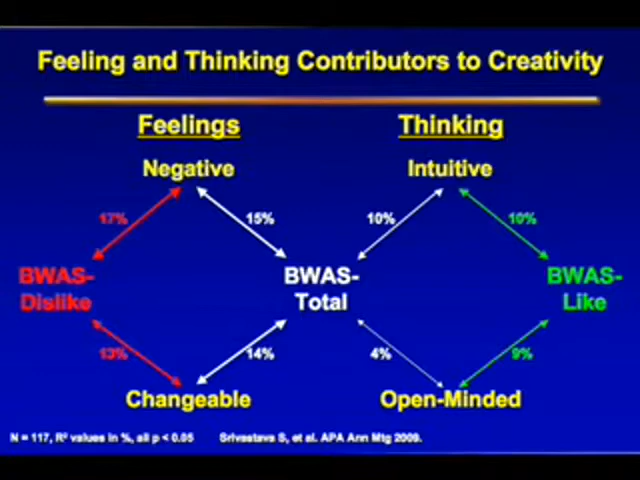 Feeling and Thinking Contributors to Creativity
Feelings Thinking
Negative Intuitive
17% 15% 10% 10%
BWAS- BWAS- BWAS-
Dislike Total Like
13% 14% 4% 9%
Changeable Open-Minded
N = 117, R² values in %, all p < 0.05 Srivastava S, et al. APA Ann Mtg 2009.